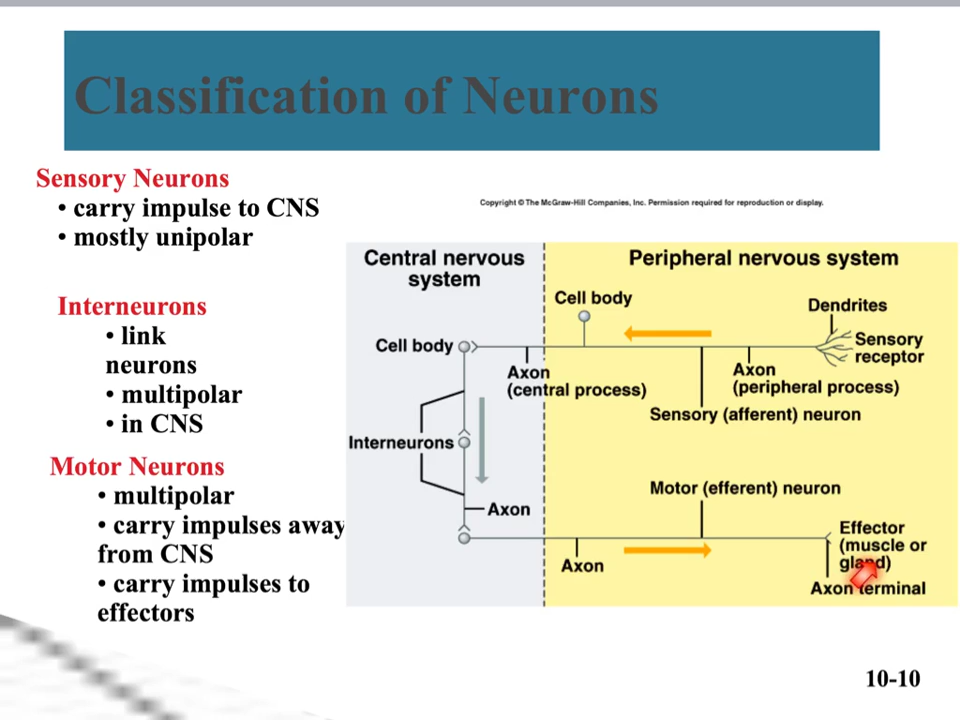 Classification of Neurons
Sensory Neurons
• carry impulse to CNS
• mostly unipolar
Interneurons
• link
neurons
• multipolar
• in CNS
Motor Neurons
• multipolar
• carry impulses away
from CNS
• carry impulses to
effectors
Copyright © The McGraw-Hill Companies, Inc. Permission required for reproduction or display.
Central nervous
system
Peripheral nervous system
Cell body
Dendrites
Cell body
Sensory
receptor
Axon
(central process)
Axon
(peripheral process)
Sensory (afferent) neuron
Interneurons
Motor (efferent) neuron
Axon
Effector
(muscle or
gland)
Axon
Axon terminal
10-10